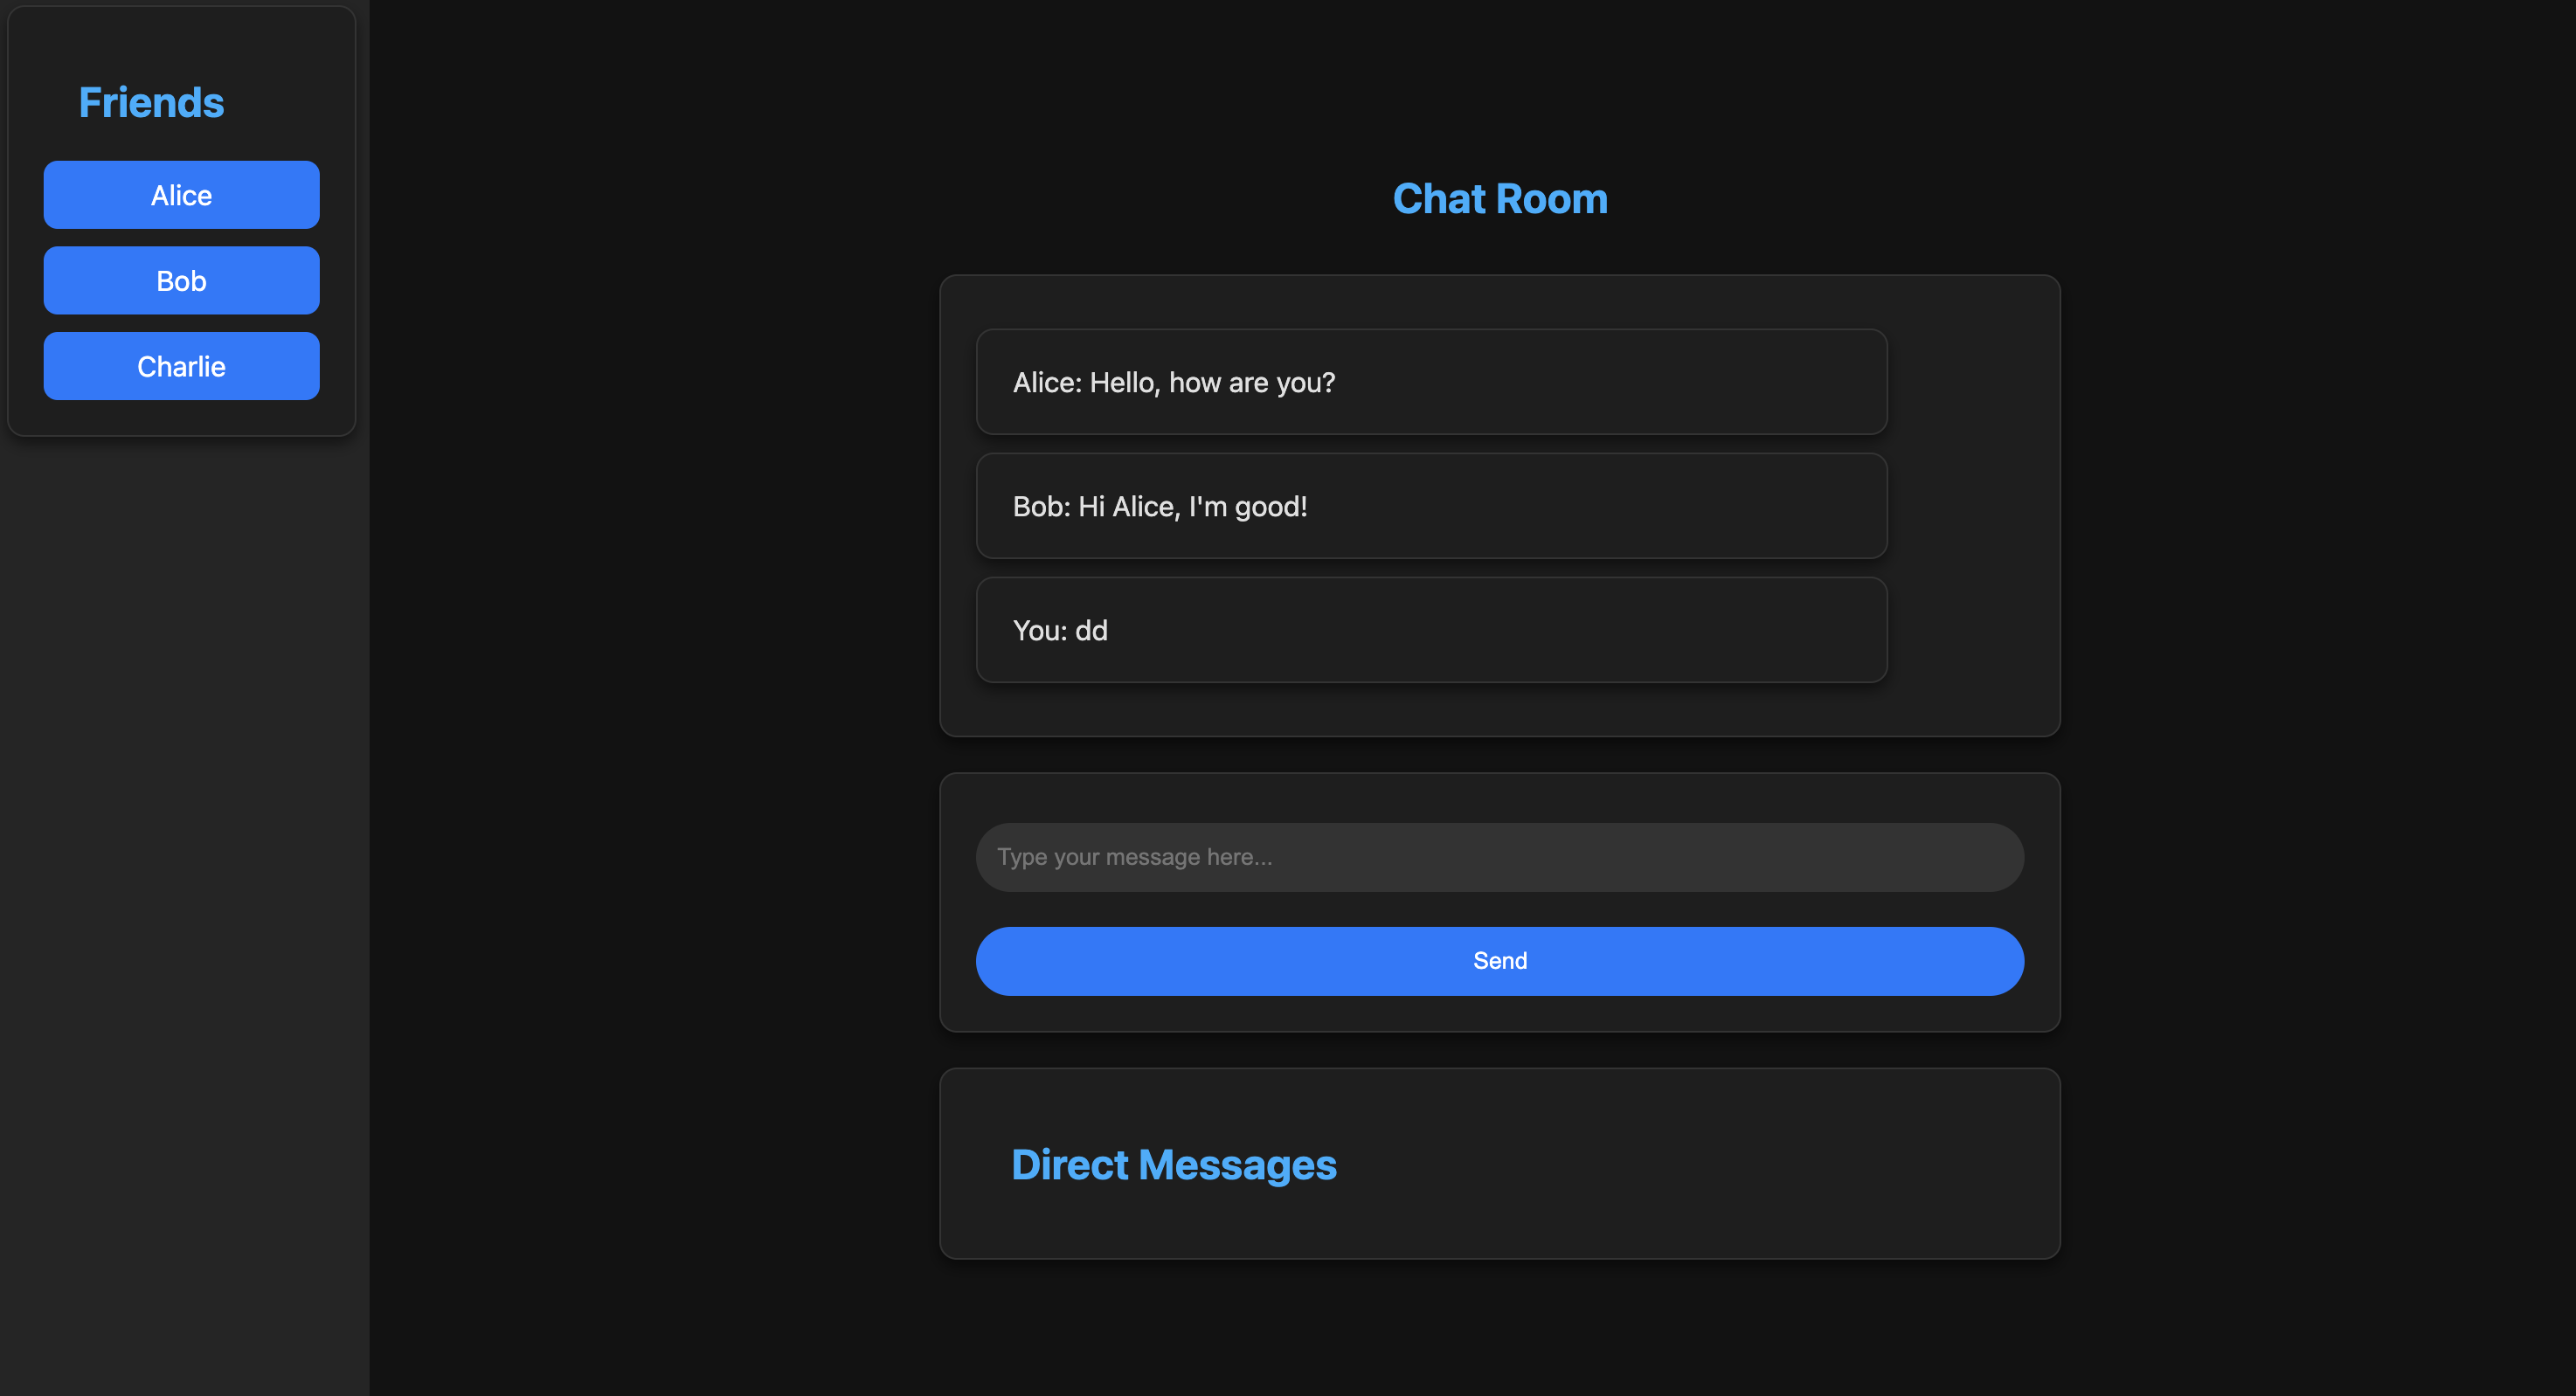 Friends
Alice
Bob
Charlie
Chat Room
Alice: Hello, how are you?
Bob: Hi Alice, I'm good!
You: dd
Type your message here...
Send
Direct Messages